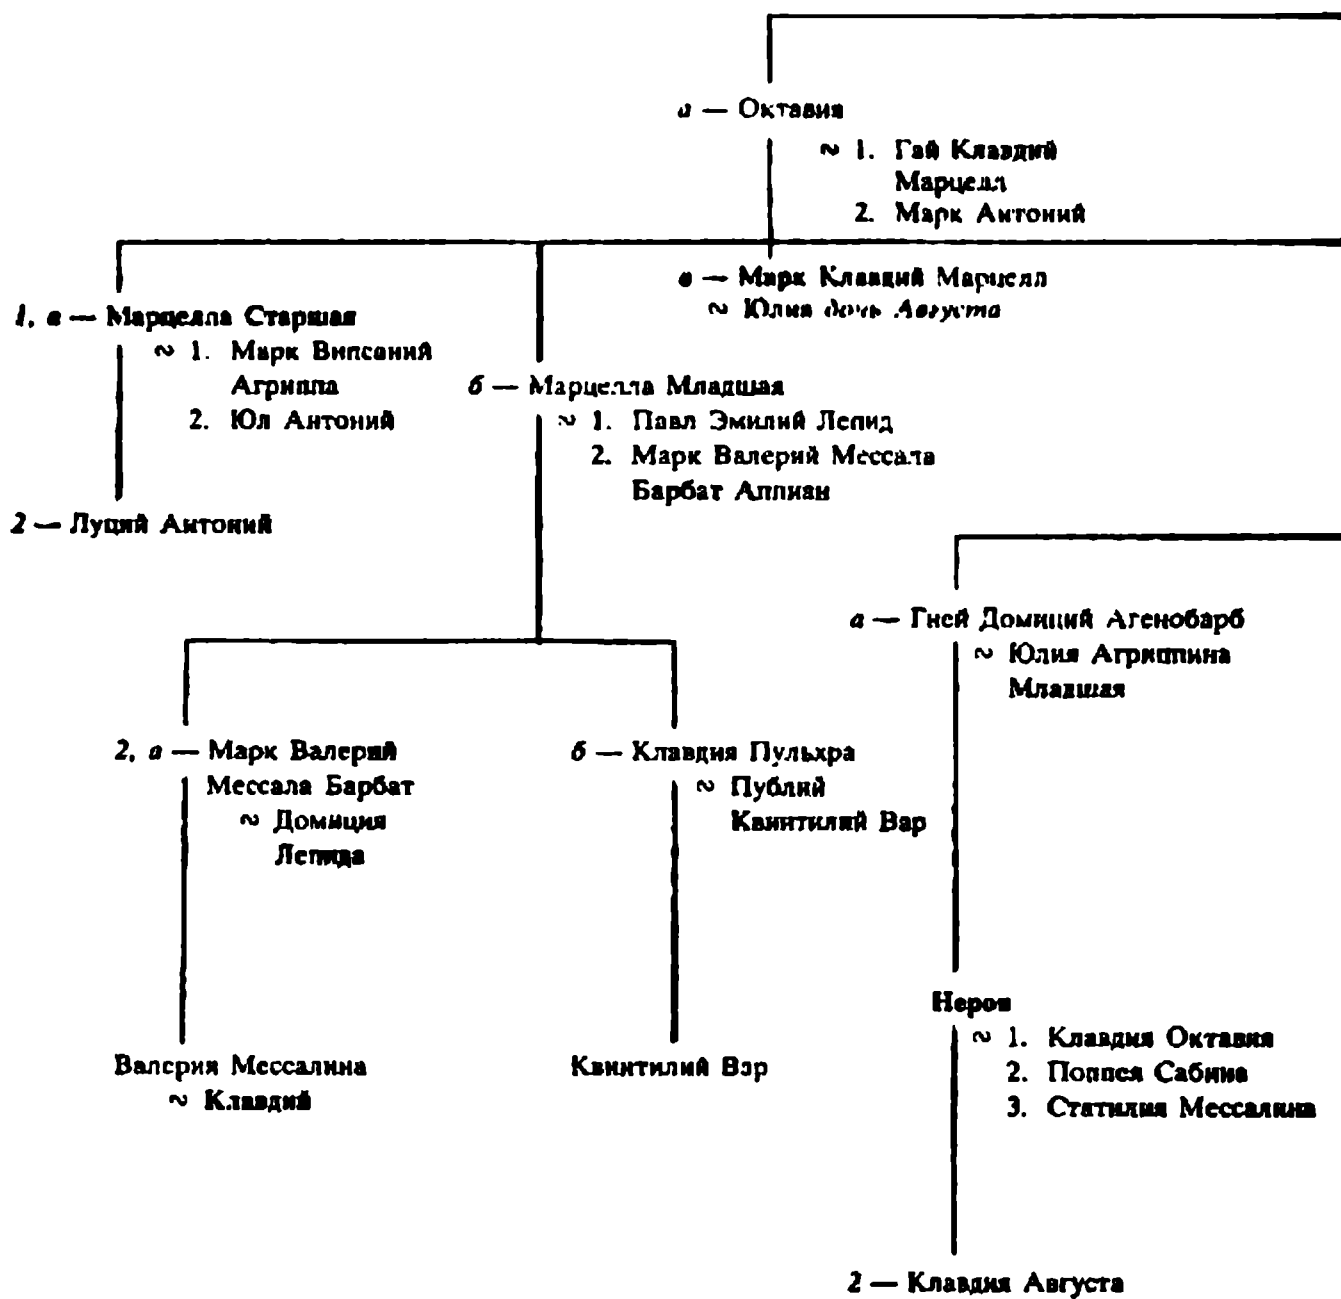 а — Октавия
~ 1. Гай Клавдий
Марцелл
2. Марк Антоний
в — Марк Клавдий Марцелл
~ Юлия дочь Августа
1, а — Марцелла Старшая
~ 1. Марк Випсаний
Агриппа
2. Юл Антоний
б — Марцелла Младшая
~ 1. Павл Эмилий Лепид
2. Марк Валерий Мессала
Барбат Аппиан
2 — Луций Антоний
а — Гней Домиций Агенобарб
~ Юлия Агриппина
Младшая
2, а — Марк Валерий
Мессала Барбат
~ Домиция
Лепида
б — Клавдия Пульхра
~ Публий
Квинтилий Вар
Нерон
~ 1. Клавдия Октавия
2. Поппея Сабина
3. Статилия Мессалина
Валерия Мессалина
~ Клавдий
Квинтилий Вар
2 — Клавдия Августа